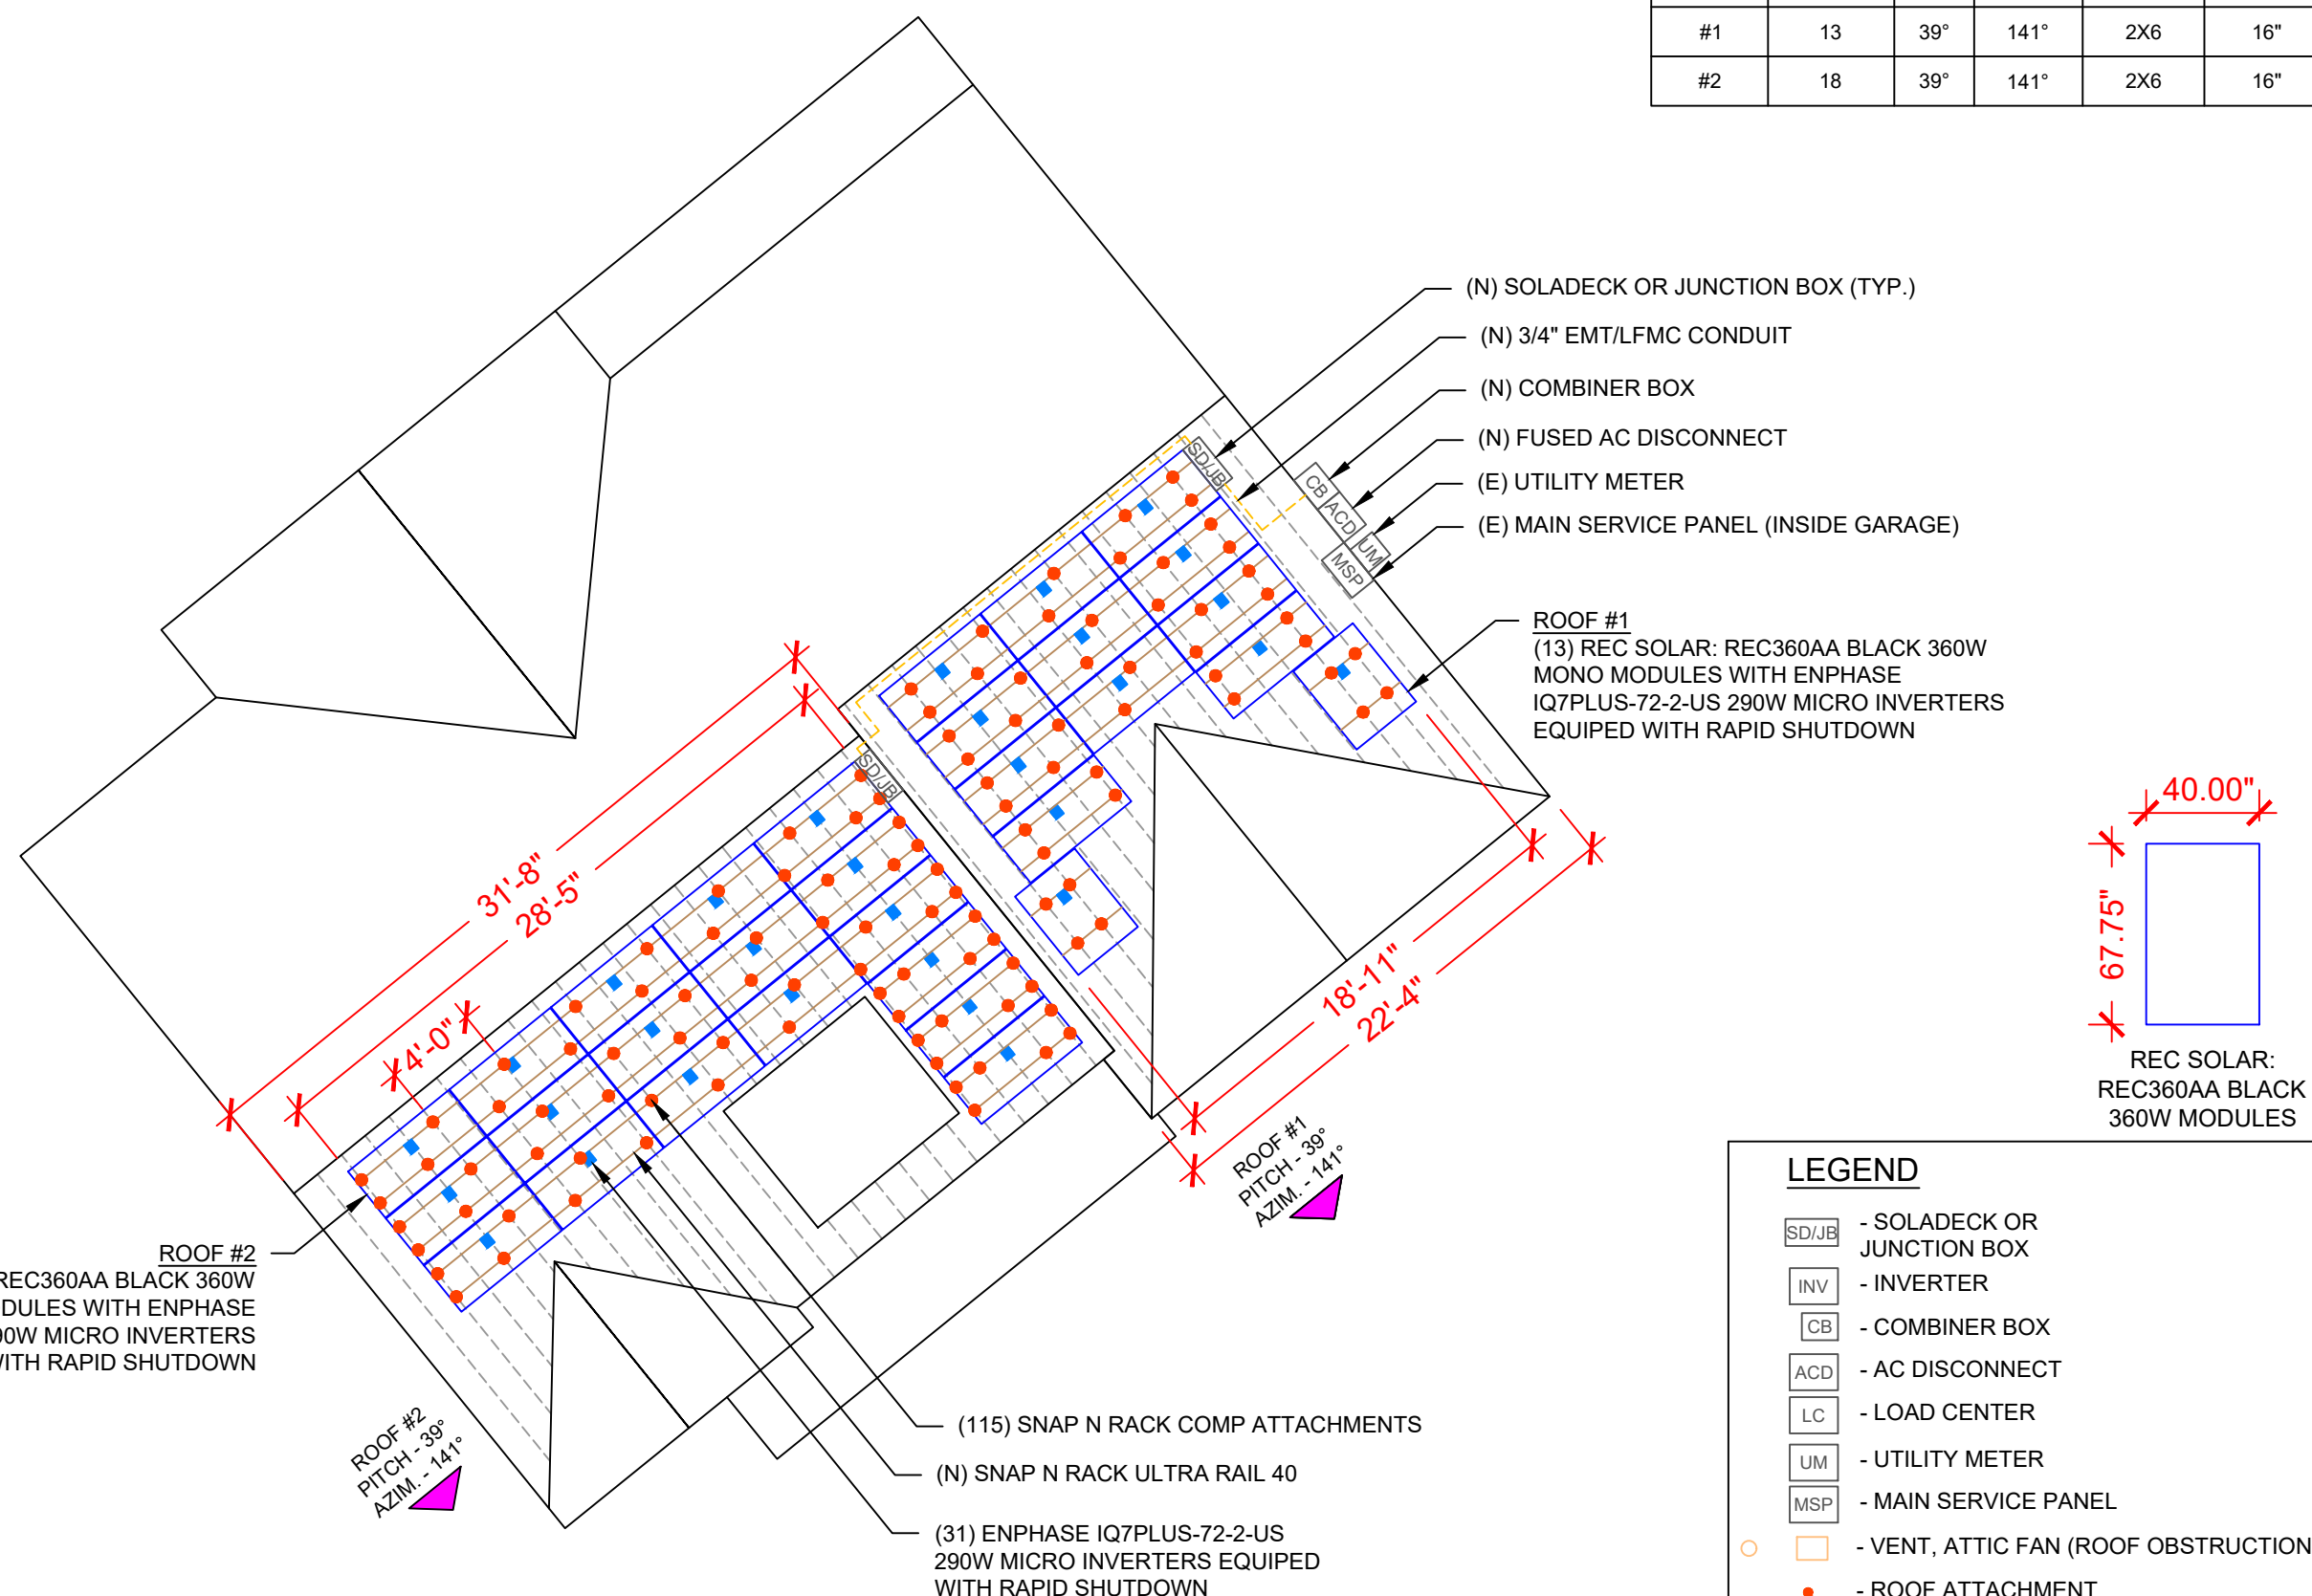 #1 13 39° 141° 2X6 16"
#2 18 39° 141° 2X6 16"
(N) SOLADECK OR JUNCTION BOX (TYP.)
(N) 3/4" EMT/LFMC CONDUIT
(N) COMBINER BOX
(N) FUSED AC DISCONNECT
(E) UTILITY METER
(E) MAIN SERVICE PANEL (INSIDE GARAGE)
SD/JB
CB
ACD
UM
MSP
ROOF #1
(13) REC SOLAR: REC360AA BLACK 360W
MONO MODULES WITH ENPHASE
IQ7PLUS-72-2-US 290W MICRO INVERTERS
EQUIPED WITH RAPID SHUTDOWN
SD/JB
31'-8"
28'-5"
4'-0"
18'-11"
22'-4"
40.00"
67.75"
REC SOLAR:
REC360AA BLACK
360W MODULES
ROOF #1
PITCH - 39°
AZIM. - 141°
ROOF #2
REC360AA BLACK 360W
DULES WITH ENPHASE
90W MICRO INVERTERS
WITH RAPID SHUTDOWN
ROOF #2
PITCH - 39°
AZIM. - 141°
(115) SNAP N RACK COMP ATTACHMENTS
(N) SNAP N RACK ULTRA RAIL 40
(31) ENPHASE IQ7PLUS-72-2-US
290W MICRO INVERTERS EQUIPED
WITH RAPID SHUTDOWN
LEGEND
SD/JB - SOLADECK OR
JUNCTION BOX
INV - INVERTER
CB - COMBINER BOX
ACD - AC DISCONNECT
LC - LOAD CENTER
UM - UTILITY METER
MSP - MAIN SERVICE PANEL
- VENT, ATTIC FAN (ROOF OBSTRUCTION
- ROOF ATTACHMENT